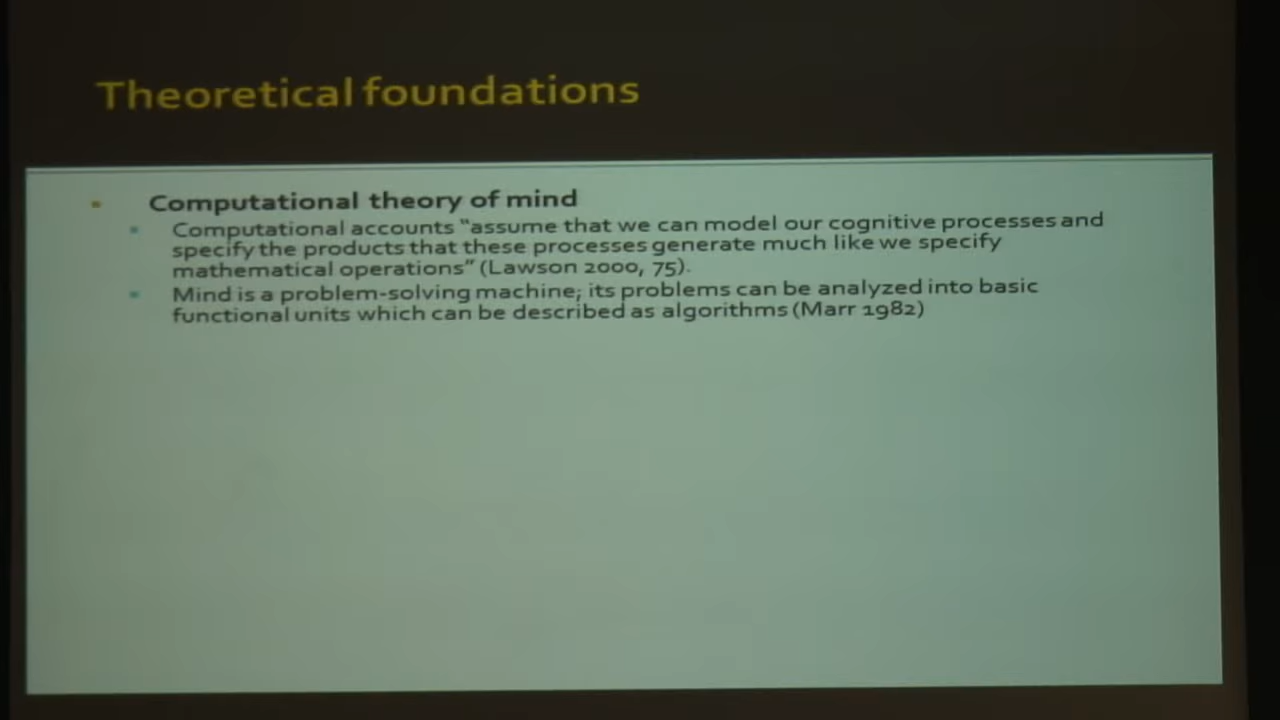 Theoretical foundations
Computational theory of mind
Computational accounts "assume that we can model our cognitive processes and
specify the products that these processes generate much like we specify
mathematical operations" (Lawson 2000, 75).
Mind is a problem-solving machine; its problems can be analyzed into basic
functional units which can be described as algorithms (Marr 1982)